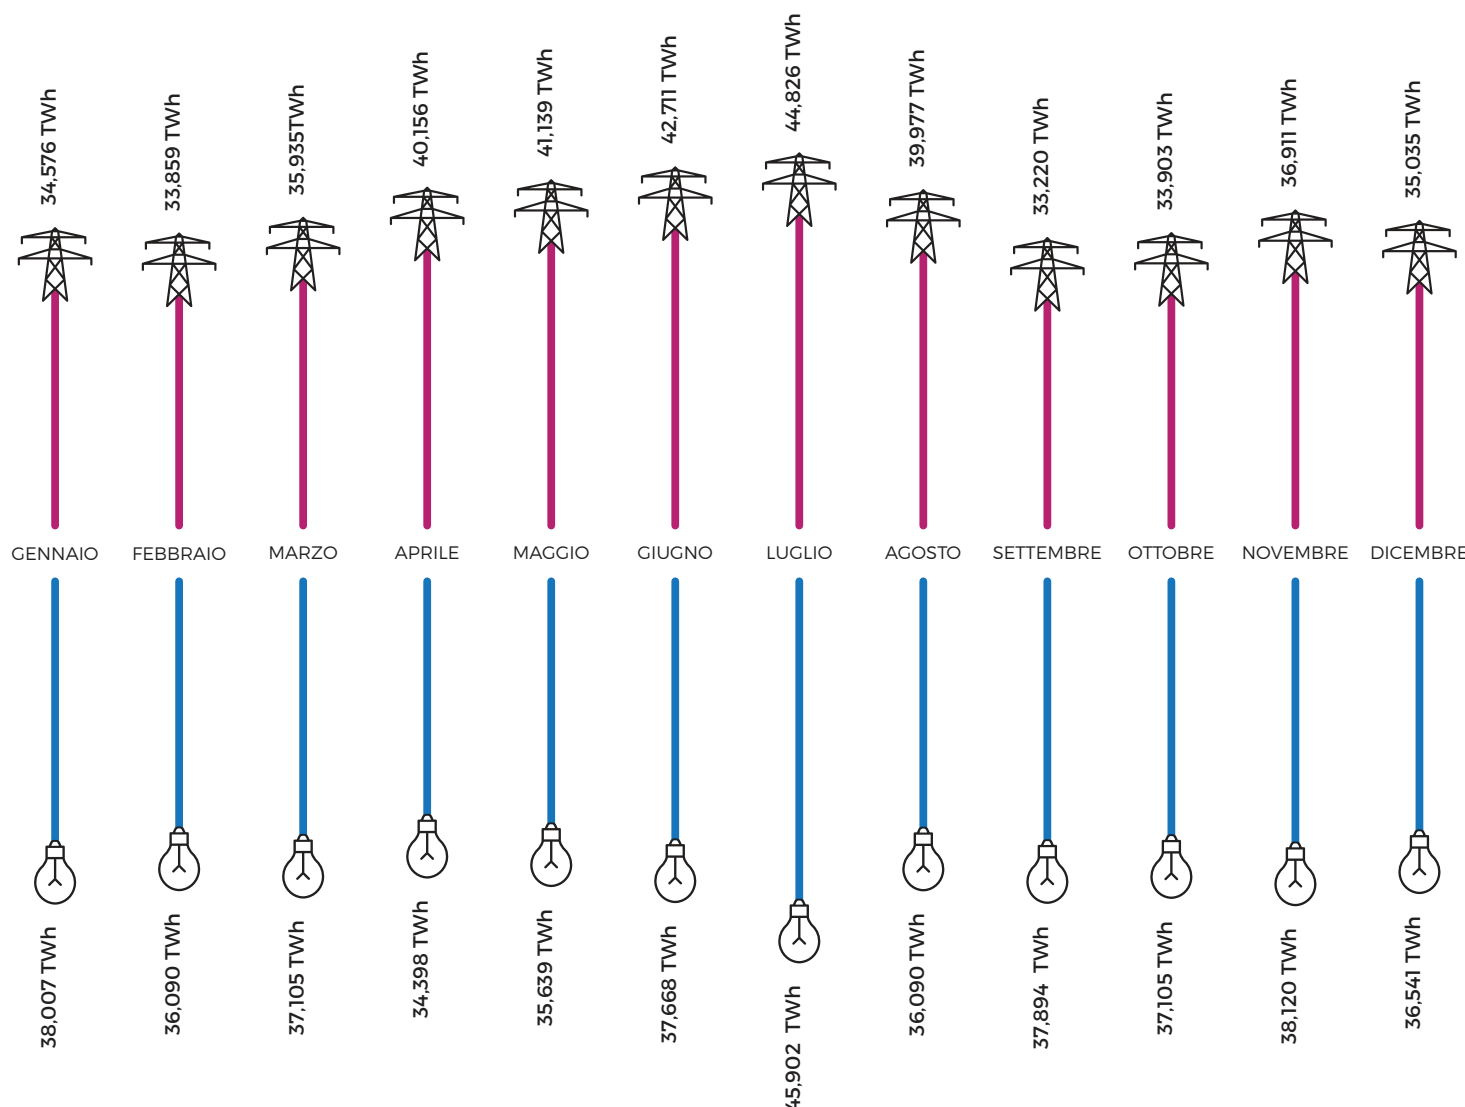 34,576 TWh
33,859 TWh
35,935TWh
40,156 TWh
41,139 TWh
42,711 TWh
44,826 TWh
39,977 TWh
33,220 TWh
33,903 TWh
36,911 TWh
35,035 TWh
GENNAIO
FEBBRAIO
MARZO
APRILE
MAGGIO
GIUGNO
LUGLIO
AGOSTO
SETTEMBRE
OTTOBRE
NOVEMBRE
DICEMBRE
38,007 TWh
36,090 TWh
37,105 TWh
34,398 TWh
35,639 TWh
37,668 TWh
45,902 TWh
36,090 TWh
37,894 TWh
37,105 TWh
38,120 TWh
36,541 TWh